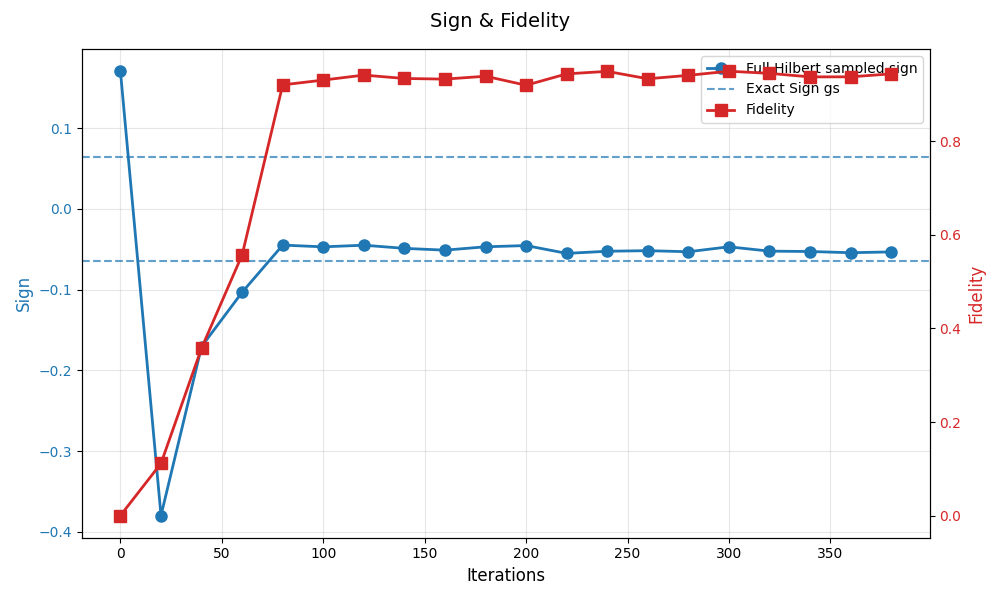 Sign & Fidelity
Full Hilbert sampled sign
Exact Sign gs
Fidelity
0.1
0.0
−0.1
−0.2
−0.3
−0.4
Sign
0.8
0.6
0.4
0.2
0.0
Fidelity
0 50 100 150 200 250 300 350
Iterations